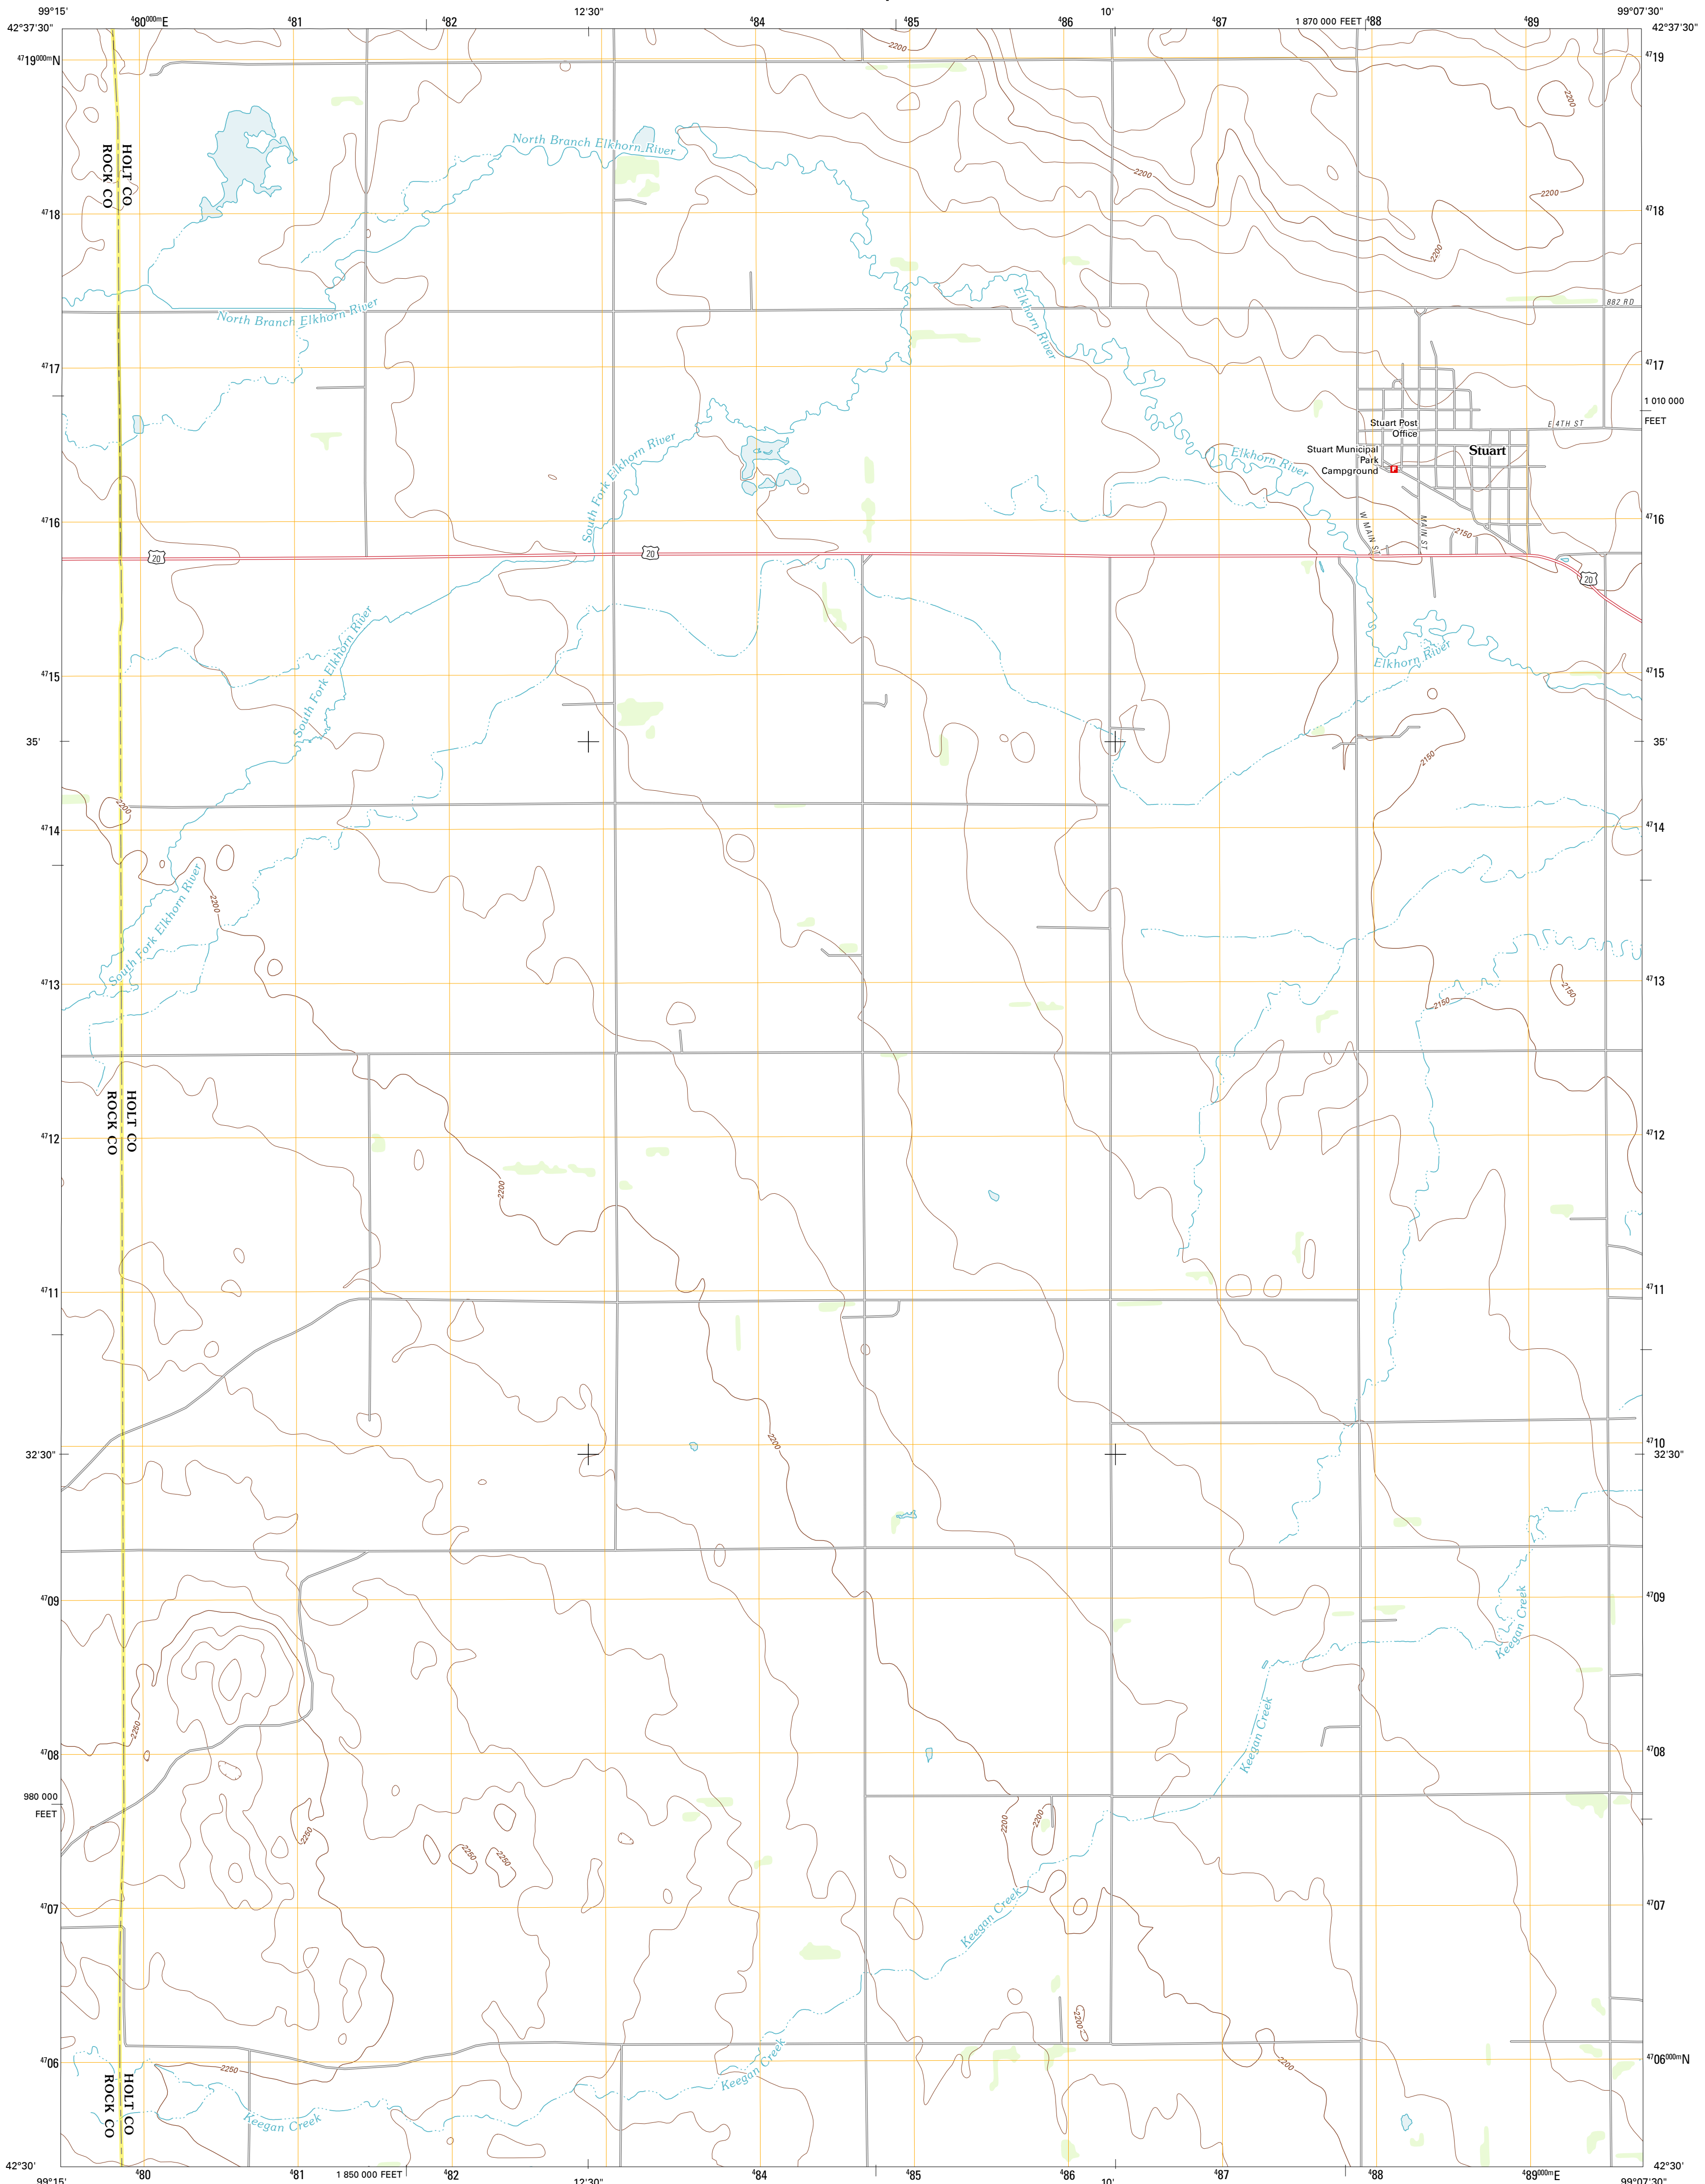 99°15'
⁴80⁰⁰⁰ᵐE
⁴81
⁴82
12'30"
⁴84
⁴85
⁴86
10'
⁴87
1 870 000 FEET
⁴88
⁴89
99°07'30"
42°37'30"
42°37'30"
⁴⁷19⁰⁰⁰ᵐN
⁴⁷19
2200
2200
HOLT CO
ROCK CO
North Branch Elkhorn River
2200
2200
⁴⁷18
⁴⁷18
2200
North Branch Elkhorn River
Elkhorn River
882 RD
⁴⁷17
⁴⁷17
1 010 000
FEET
Stuart Post
Office
E 4TH ST
Stuart Municipal
Park
Campground
Stuart
Elkhorn River
South Fork Elkhorn River
⁴⁷16
⁴⁷16
W MAIN ST
MAIN ST
2150
20
20
20
South Fork Elkhorn River
Elkhorn River
⁴⁷15
⁴⁷15
35'
35'
2150
2200
⁴⁷14
⁴⁷14
2200
South Fork Elkhorn River
⁴⁷13
⁴⁷13
2150
2150
HOLT CO
ROCK CO
⁴⁷12
⁴⁷12
2200
⁴⁷11
⁴⁷11
2200
⁴⁷10
32'30"
32'30"
⁴⁷09
⁴⁷09
Keegan Creek
2250
Keegan Creek
⁴⁷08
⁴⁷08
980 000
FEET
2200
2200
2250
2250
2250
⁴⁷07
⁴⁷07
Keegan Creek
2200
⁴⁷06
⁴⁷06⁰⁰⁰ᵐN
2250
2200
Keegan Creek
HOLT CO
ROCK CO
Keegan Creek
42°30'
42°30'
99°15'
⁴80
⁴81
1 850 000 FEET
⁴82
12'30"
⁴84
⁴85
⁴86
10'
⁴87
⁴88
⁴89⁰⁰⁰ᵐE
99°07'30"